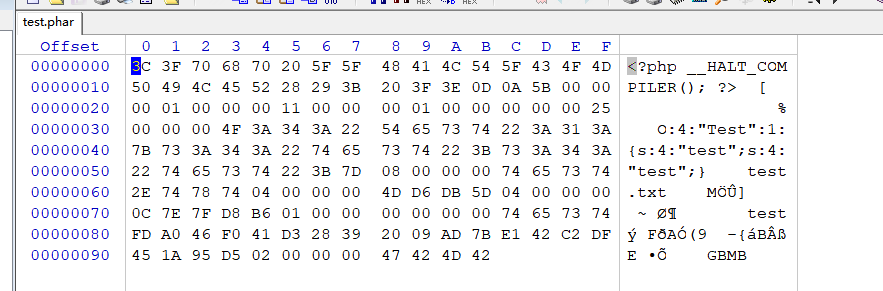 test.phar
Offset 0 1 2 3 4 5 6 7 8 9 A B C D E F
00000000 3C 3F 70 68 70 20 5F 5F 48 41 4C 54 5F 43 4F 4D <?php __HALT_COM
00000010 50 49 4C 45 52 28 29 3B 20 3F 3E 0D 0A 5B 00 00 PILER(); ?> [
00000020 00 01 00 00 00 11 00 00 00 01 00 00 00 00 00 25 %
00000030 00 00 00 4F 3A 34 3A 22 54 65 73 74 22 3A 31 3A O:4:"Test":1:
00000040 7B 73 3A 34 3A 22 74 65 73 74 22 3B 73 3A 34 3A {s:4:"test";s:4:
00000050 22 74 65 73 74 22 3B 7D 08 00 00 00 74 65 73 74 "test";} test
00000060 2E 74 78 74 04 00 00 00 4D D6 DB 5D 04 00 00 00 .txt MÖÛ]
00000070 0C 7E 7F D8 B6 01 00 00 00 00 00 00 74 65 73 74 ~ Ø¶ test
00000080 FD A0 46 F0 41 D3 28 39 20 09 AD 7B E1 42 C2 DF ý FðAÓ(9 -{áBÂß
00000090 45 1A 95 D5 02 00 00 00 47 42 4D 42 E •Õ GBMB